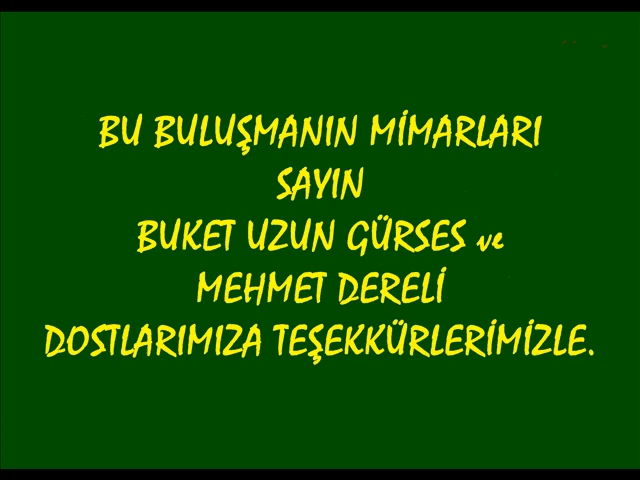 BU BULUŞMANIN MİMARLARI
SAYIN
BUKET UZUN GÜRSES ve
MEHMET DERELİ
DOSTLARIMIZA TEŞEKKÜRLERİMİZLE.